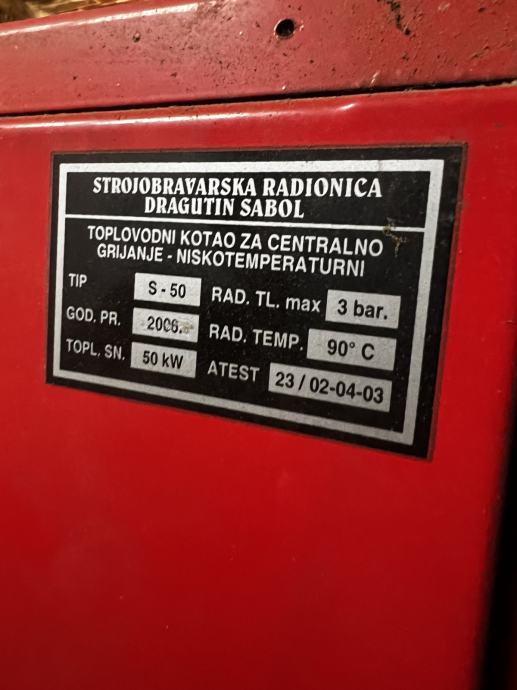 STROJOBRAVARSKA RADIONICA
DRAGUTIN SABOL
TOPLOVODNI KOTAO ZA CENTRALNO
GRIJANJE - NISKOTEMPERATURNI
TIP S - 50 RAD. TL. max 3 bar.
GOD. PR. 2006. RAD. TEMP. 90° C
TOPL. SN. 50 kW ATEST 23 / 02-04-03